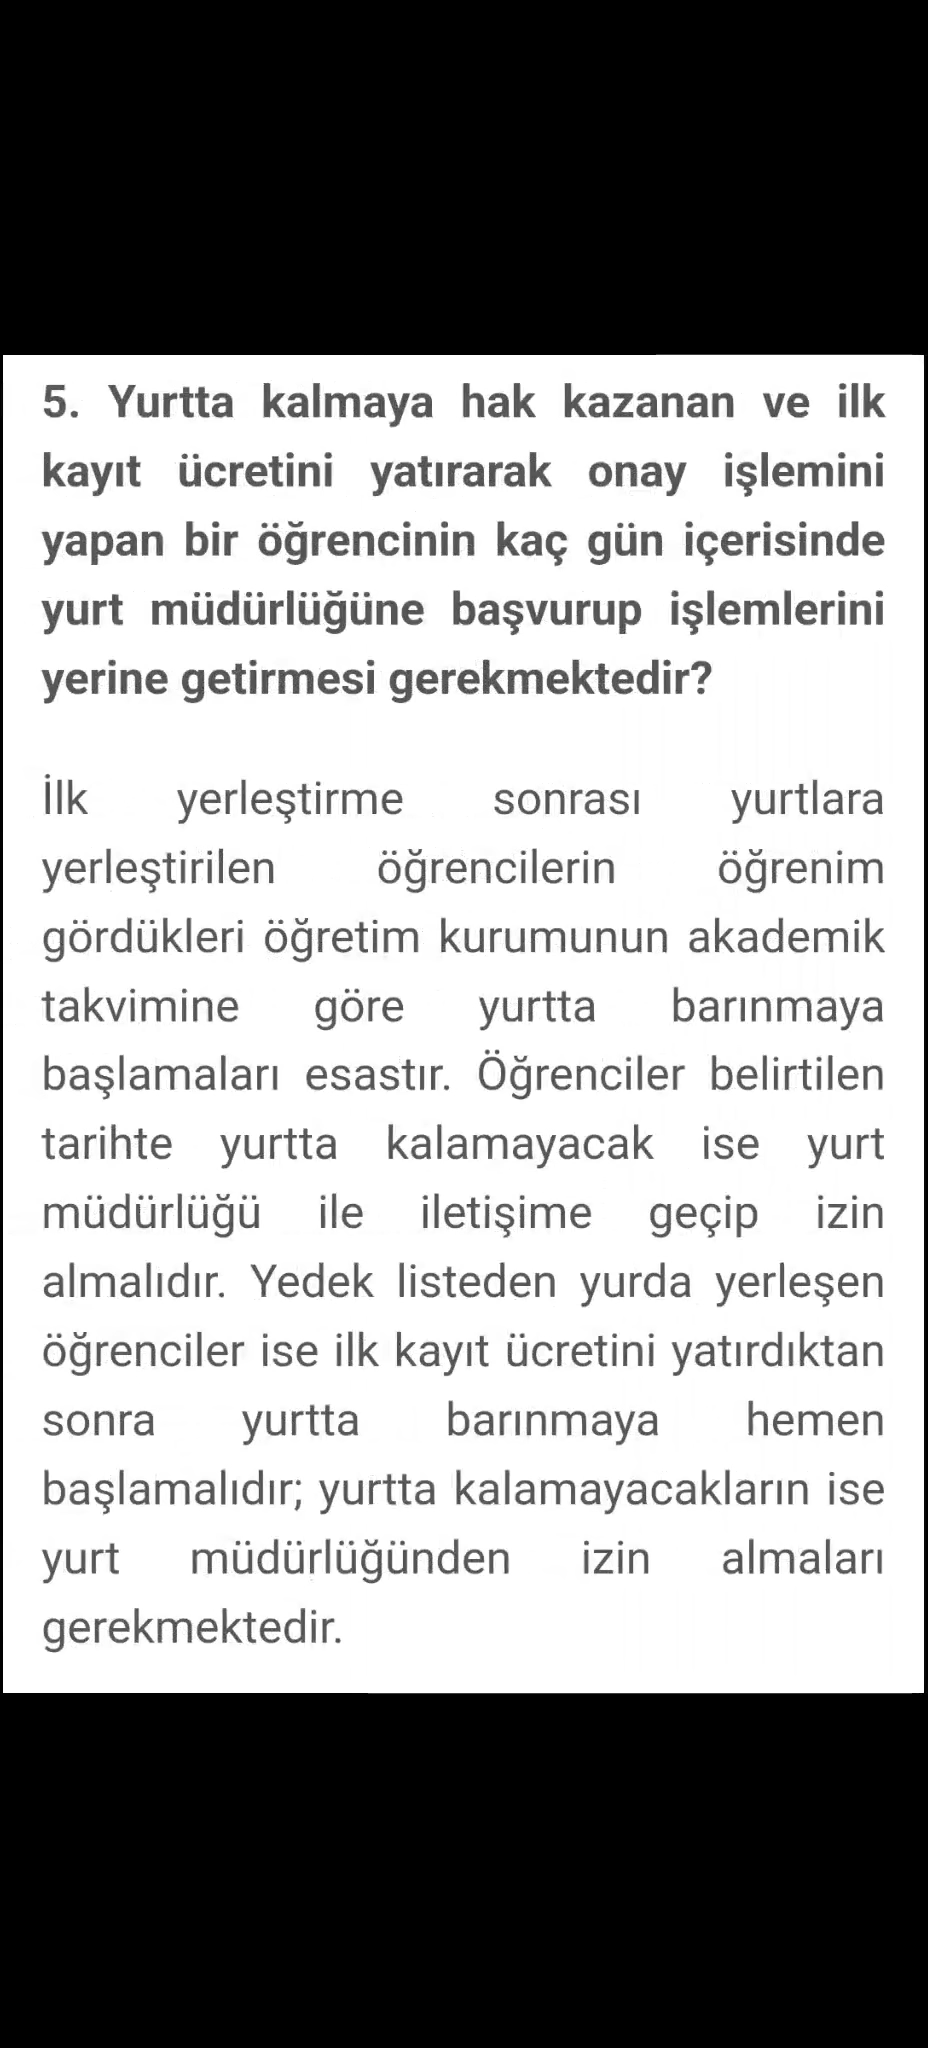 5. Yurtta kalmaya hak kazanan ve ilk
kayıt ücretini yatırarak onay işlemini
yapan bir öğrencinin kaç gün içerisinde
yurt müdürlüğüne başvurup işlemlerini
yerine getirmesi gerekmektedir?
İlk yerleştirme sonrası yurtlara
yerleştirilen öğrencilerin öğrenim
gördükleri öğretim kurumunun akademik
takvimine göre yurtta barınmaya
başlamaları esastır. Öğrenciler belirtilen
tarihte yurtta kalamayacak ise yurt
müdürlüğü ile iletişime geçip izin
almalıdır. Yedek listeden yurda yerleşen
öğrenciler ise ilk kayıt ücretini yatırdıktan
sonra yurtta barınmaya hemen
başlamalıdır; yurtta kalamayacakların ise
yurt müdürlüğünden izin almaları
gerekmektedir.